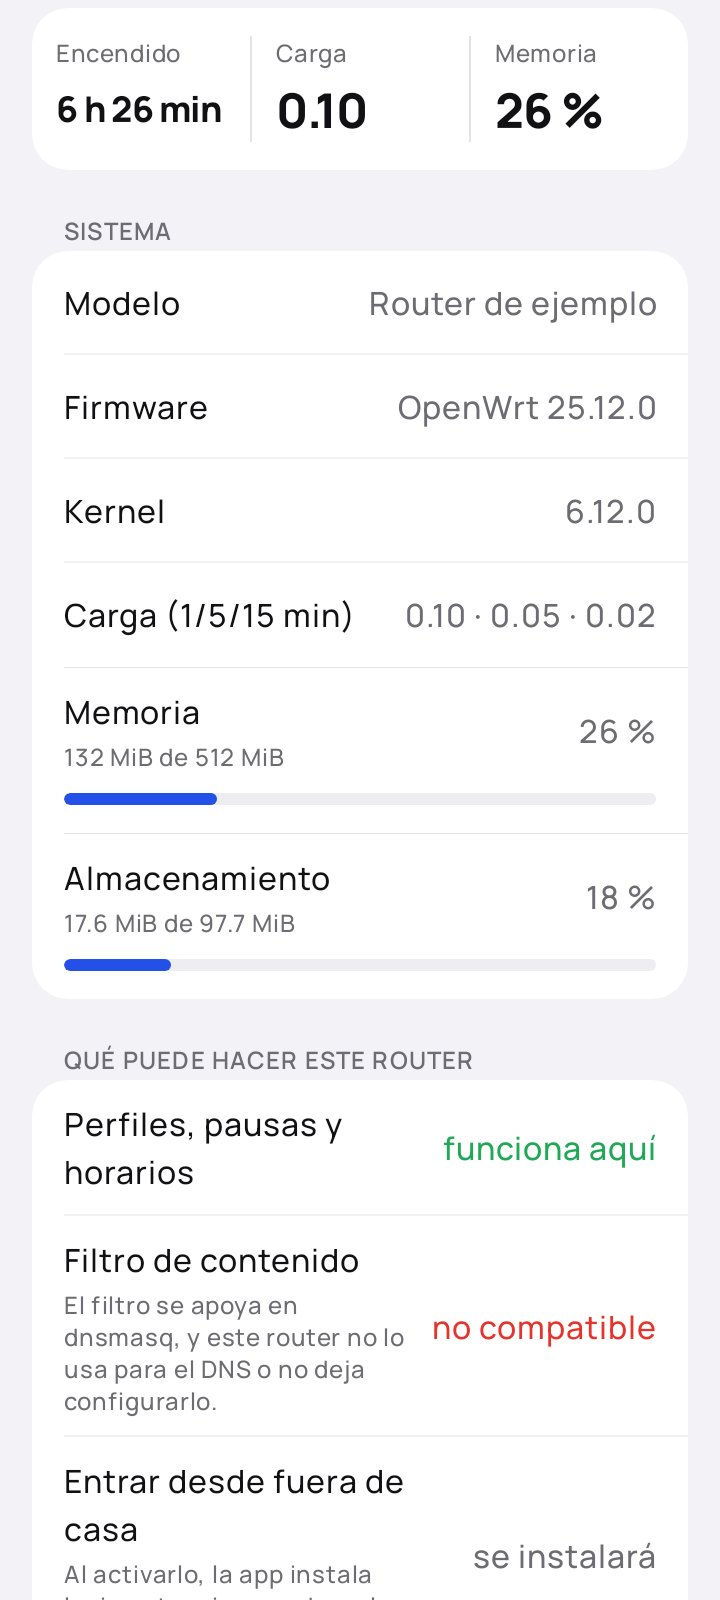 Encendido
Carga
Memoria
6 h 26 min
0.10
26 %
SISTEMA
Modelo
Router de ejemplo
Firmware
OpenWrt 25.12.0
Kernel
6.12.0
Carga (1/5/15 min)
0.10 · 0.05 · 0.02
Memoria
26 %
132 MiB de 512 MiB
Almacenamiento
18 %
17.6 MiB de 97.7 MiB
QUÉ PUEDE HACER ESTE ROUTER
Perfiles, pausas y
horarios
funciona aquí
Filtro de contenido
El filtro se apoya en
dnsmasq, y este router no lo
usa para el DNS o no deja
configurarlo.
no compatible
Entrar desde fuera de
casa
se instalará
Al activarlo, la app instala